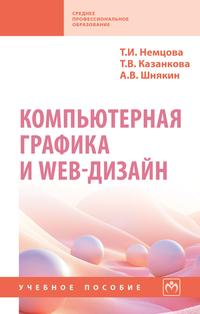 СРЕДНЕЕ
ПРОФЕССИОНАЛЬНОЕ
ОБРАЗОВАНИЕ
Т.И. Немцова
Т.В. Казанкова
А.В. Шнякин
КОМПЬЮТЕРНАЯ
ГРАФИКА
И WEB-ДИЗАЙН
УЧЕБНОЕ ПОСОБИЕ